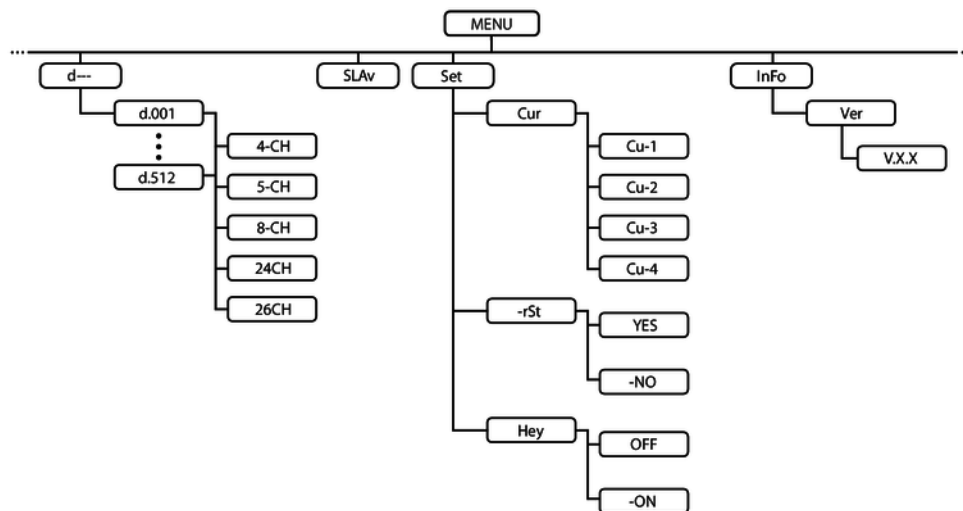 MENU
d---
SLAv
Set
InFo
d.001
Cur
Ver
4-CH
Cu-1
V.X.X
d.512
5-CH
Cu-2
8-CH
Cu-3
24CH
Cu-4
26CH
-rSt
YES
-NO
Hey
OFF
-ON